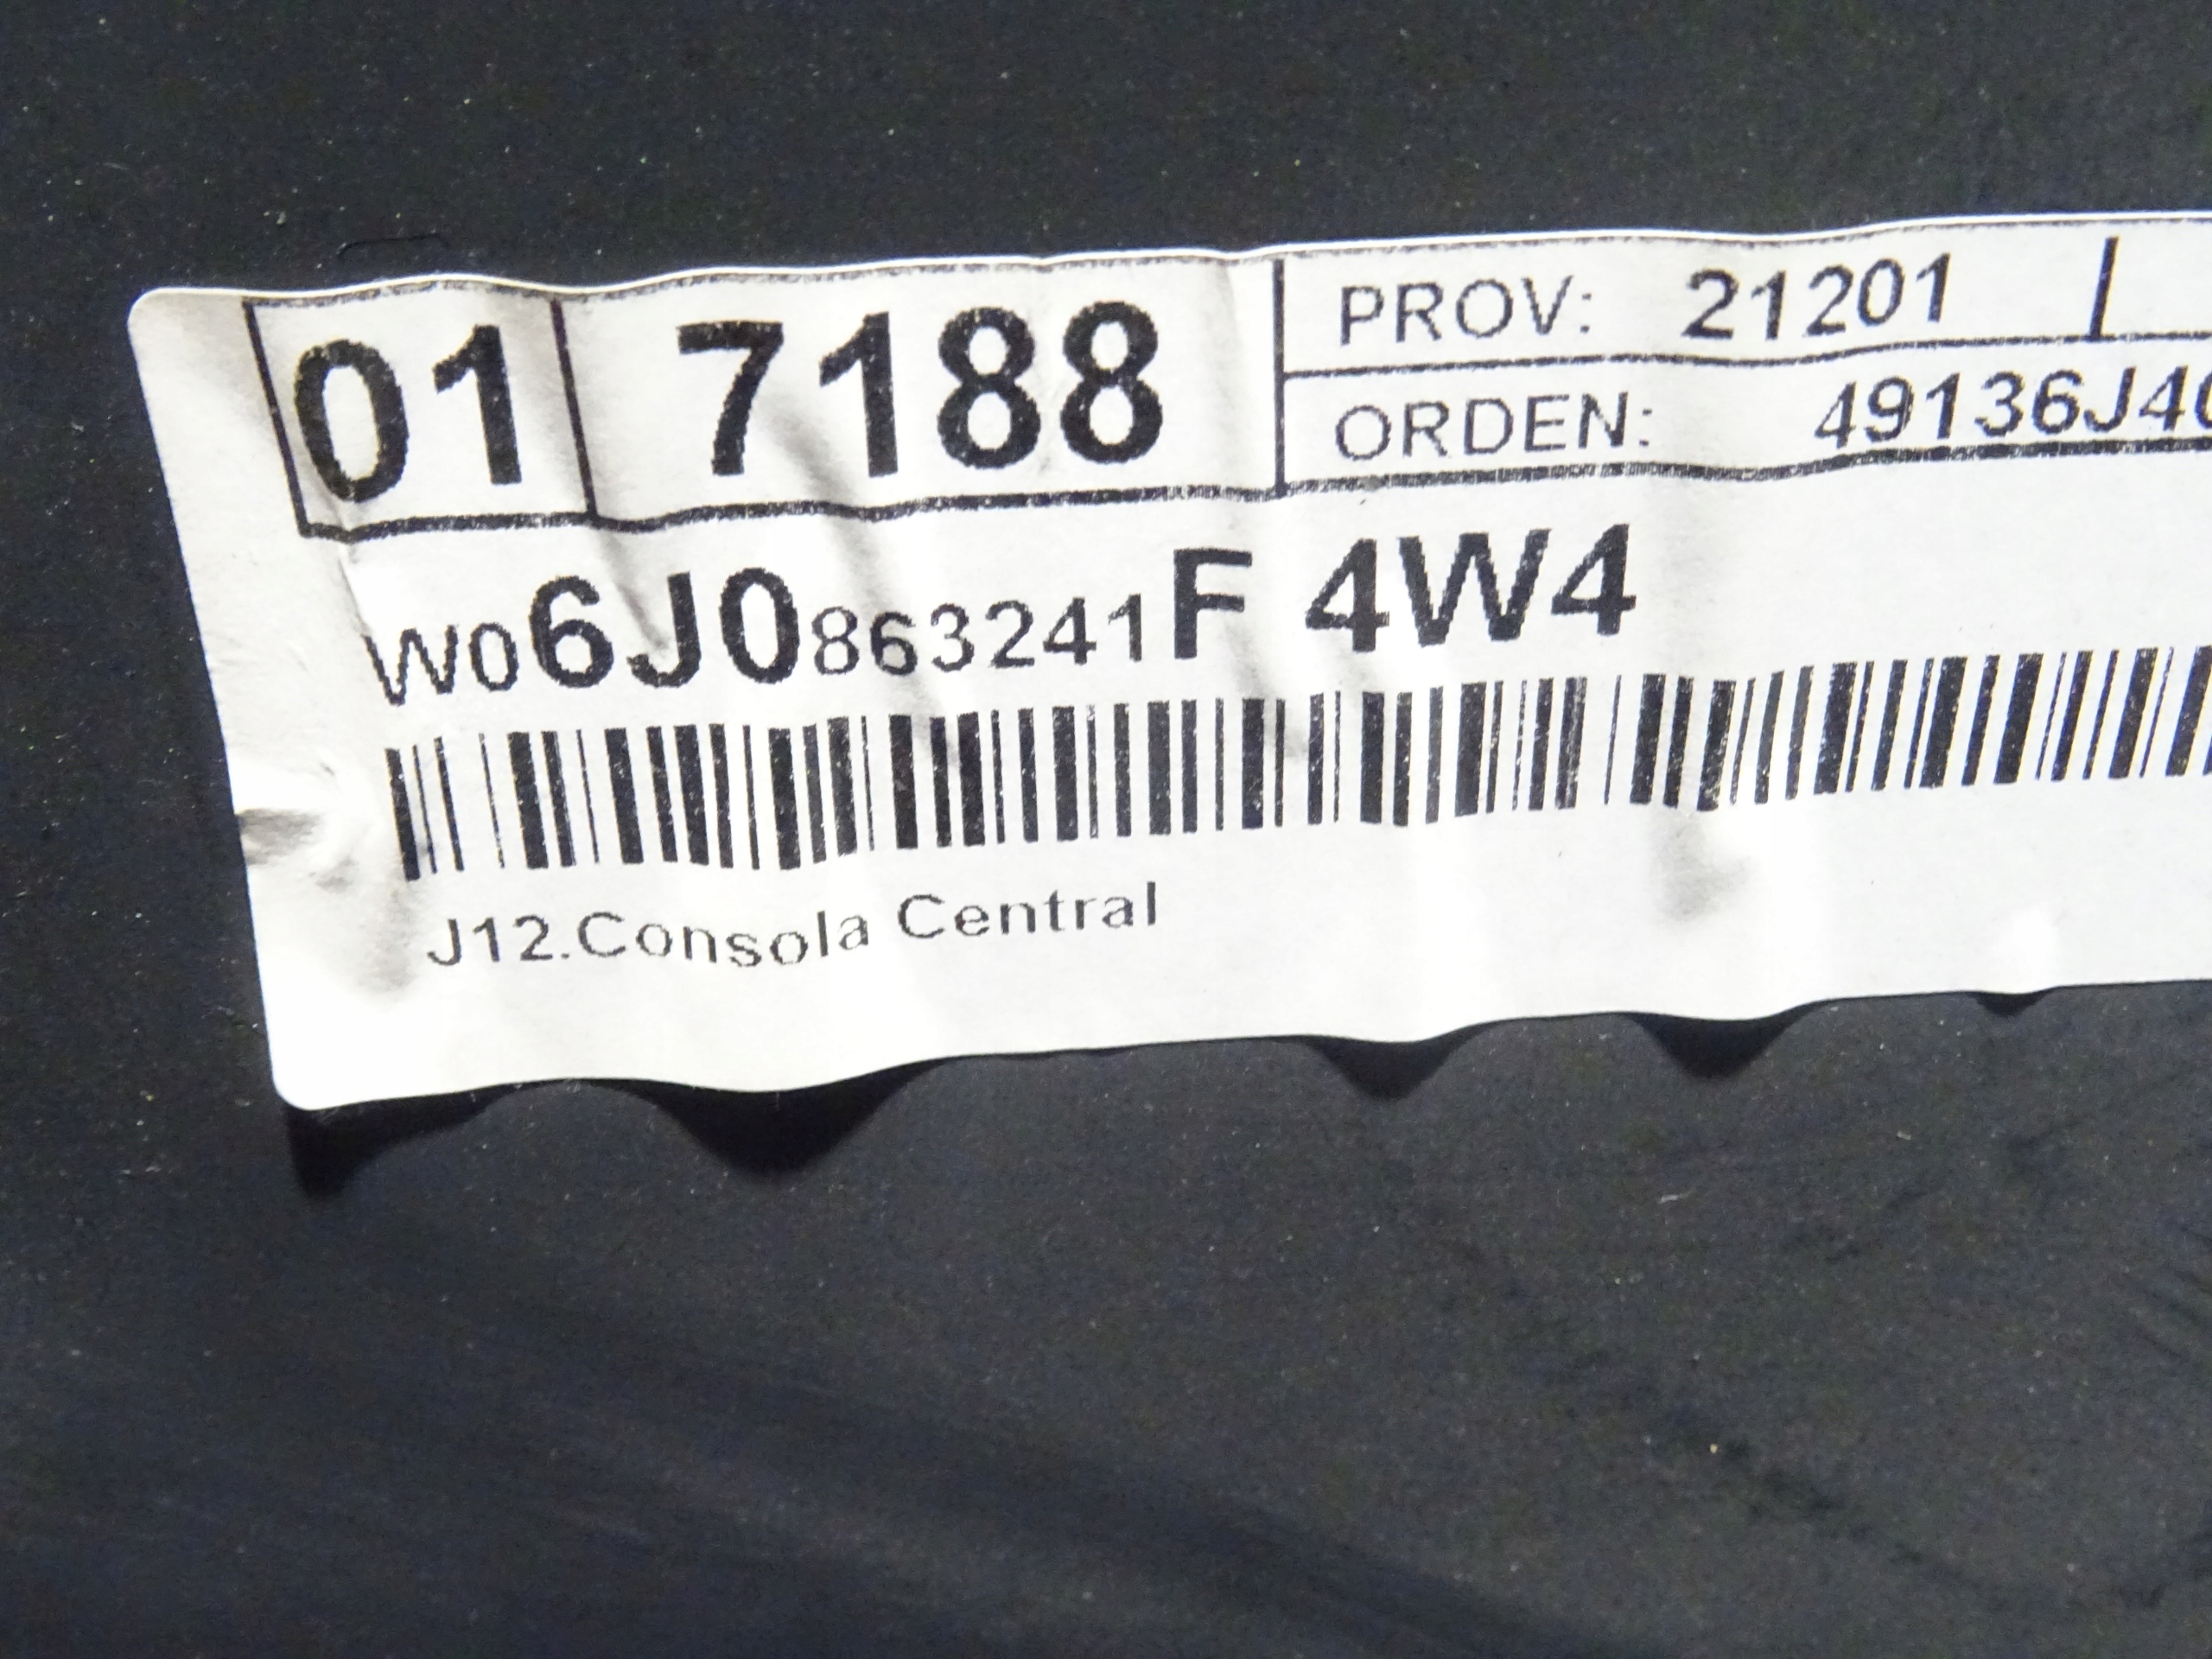 01 7188 PROV: 21201
ORDEN: 49136J4
W06J0863241F 4W4
J12.Consola Central